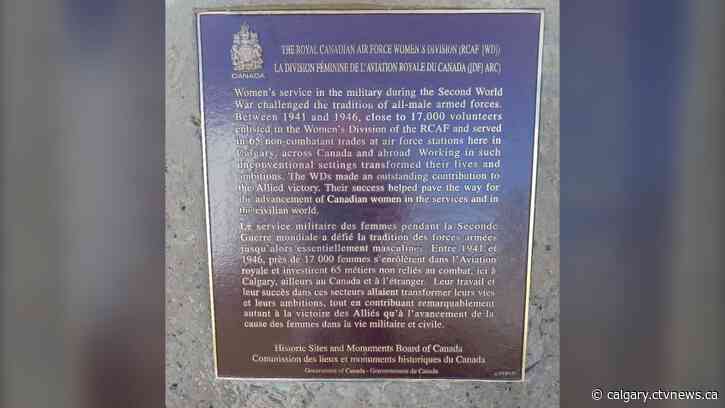 CANADA
THE ROYAL CANADIAN AIR FORCE WOMEN'S DIVISION (RCAF [WD])
LA DIVISION FÉMININE DE L'AVIATION ROYALE DU CANADA ([DF] ARC)
Women's service in the military during the Second World
War challenged the tradition of all-male armed forces.
Between 1941 and 1946, close to 17,000 volunteers
enlisted in the Women's Division of the RCAF and served
in 65 non-combatant trades at air force stations here in
Calgary, across Canada and abroad. Working in such
unconventional settings transformed their lives and
ambitions. The WDs made an outstanding contribution to
the Allied victory. Their success helped pave the way for
the advancement of Canadian women in the services and in
the civilian world.
Le service militaire des femmes pendant la Seconde
Guerre mondiale a défié la tradition des forces armées
jusqu'alors essentiellement masculines. Entre 1941 et
1946, près de 17 000 femmes s'enrôlèrent dans l'Aviation
royale et investirent 65 métiers non reliés au combat, ici à
Calgary, ailleurs au Canada et à l'étranger. Leur travail et
leur succès dans ces secteurs allaient transformer leurs vies
et leurs ambitions, tout en contribuant remarquablement
autant à la victoire des Alliés qu'à l'avancement de la
cause des femmes dans la vie militaire et civile.
Historic Sites and Monuments Board of Canada
Commission des lieux et monuments historiques du Canada
Government of Canada - Gouvernement du Canada
calgary.ctvnews.ca